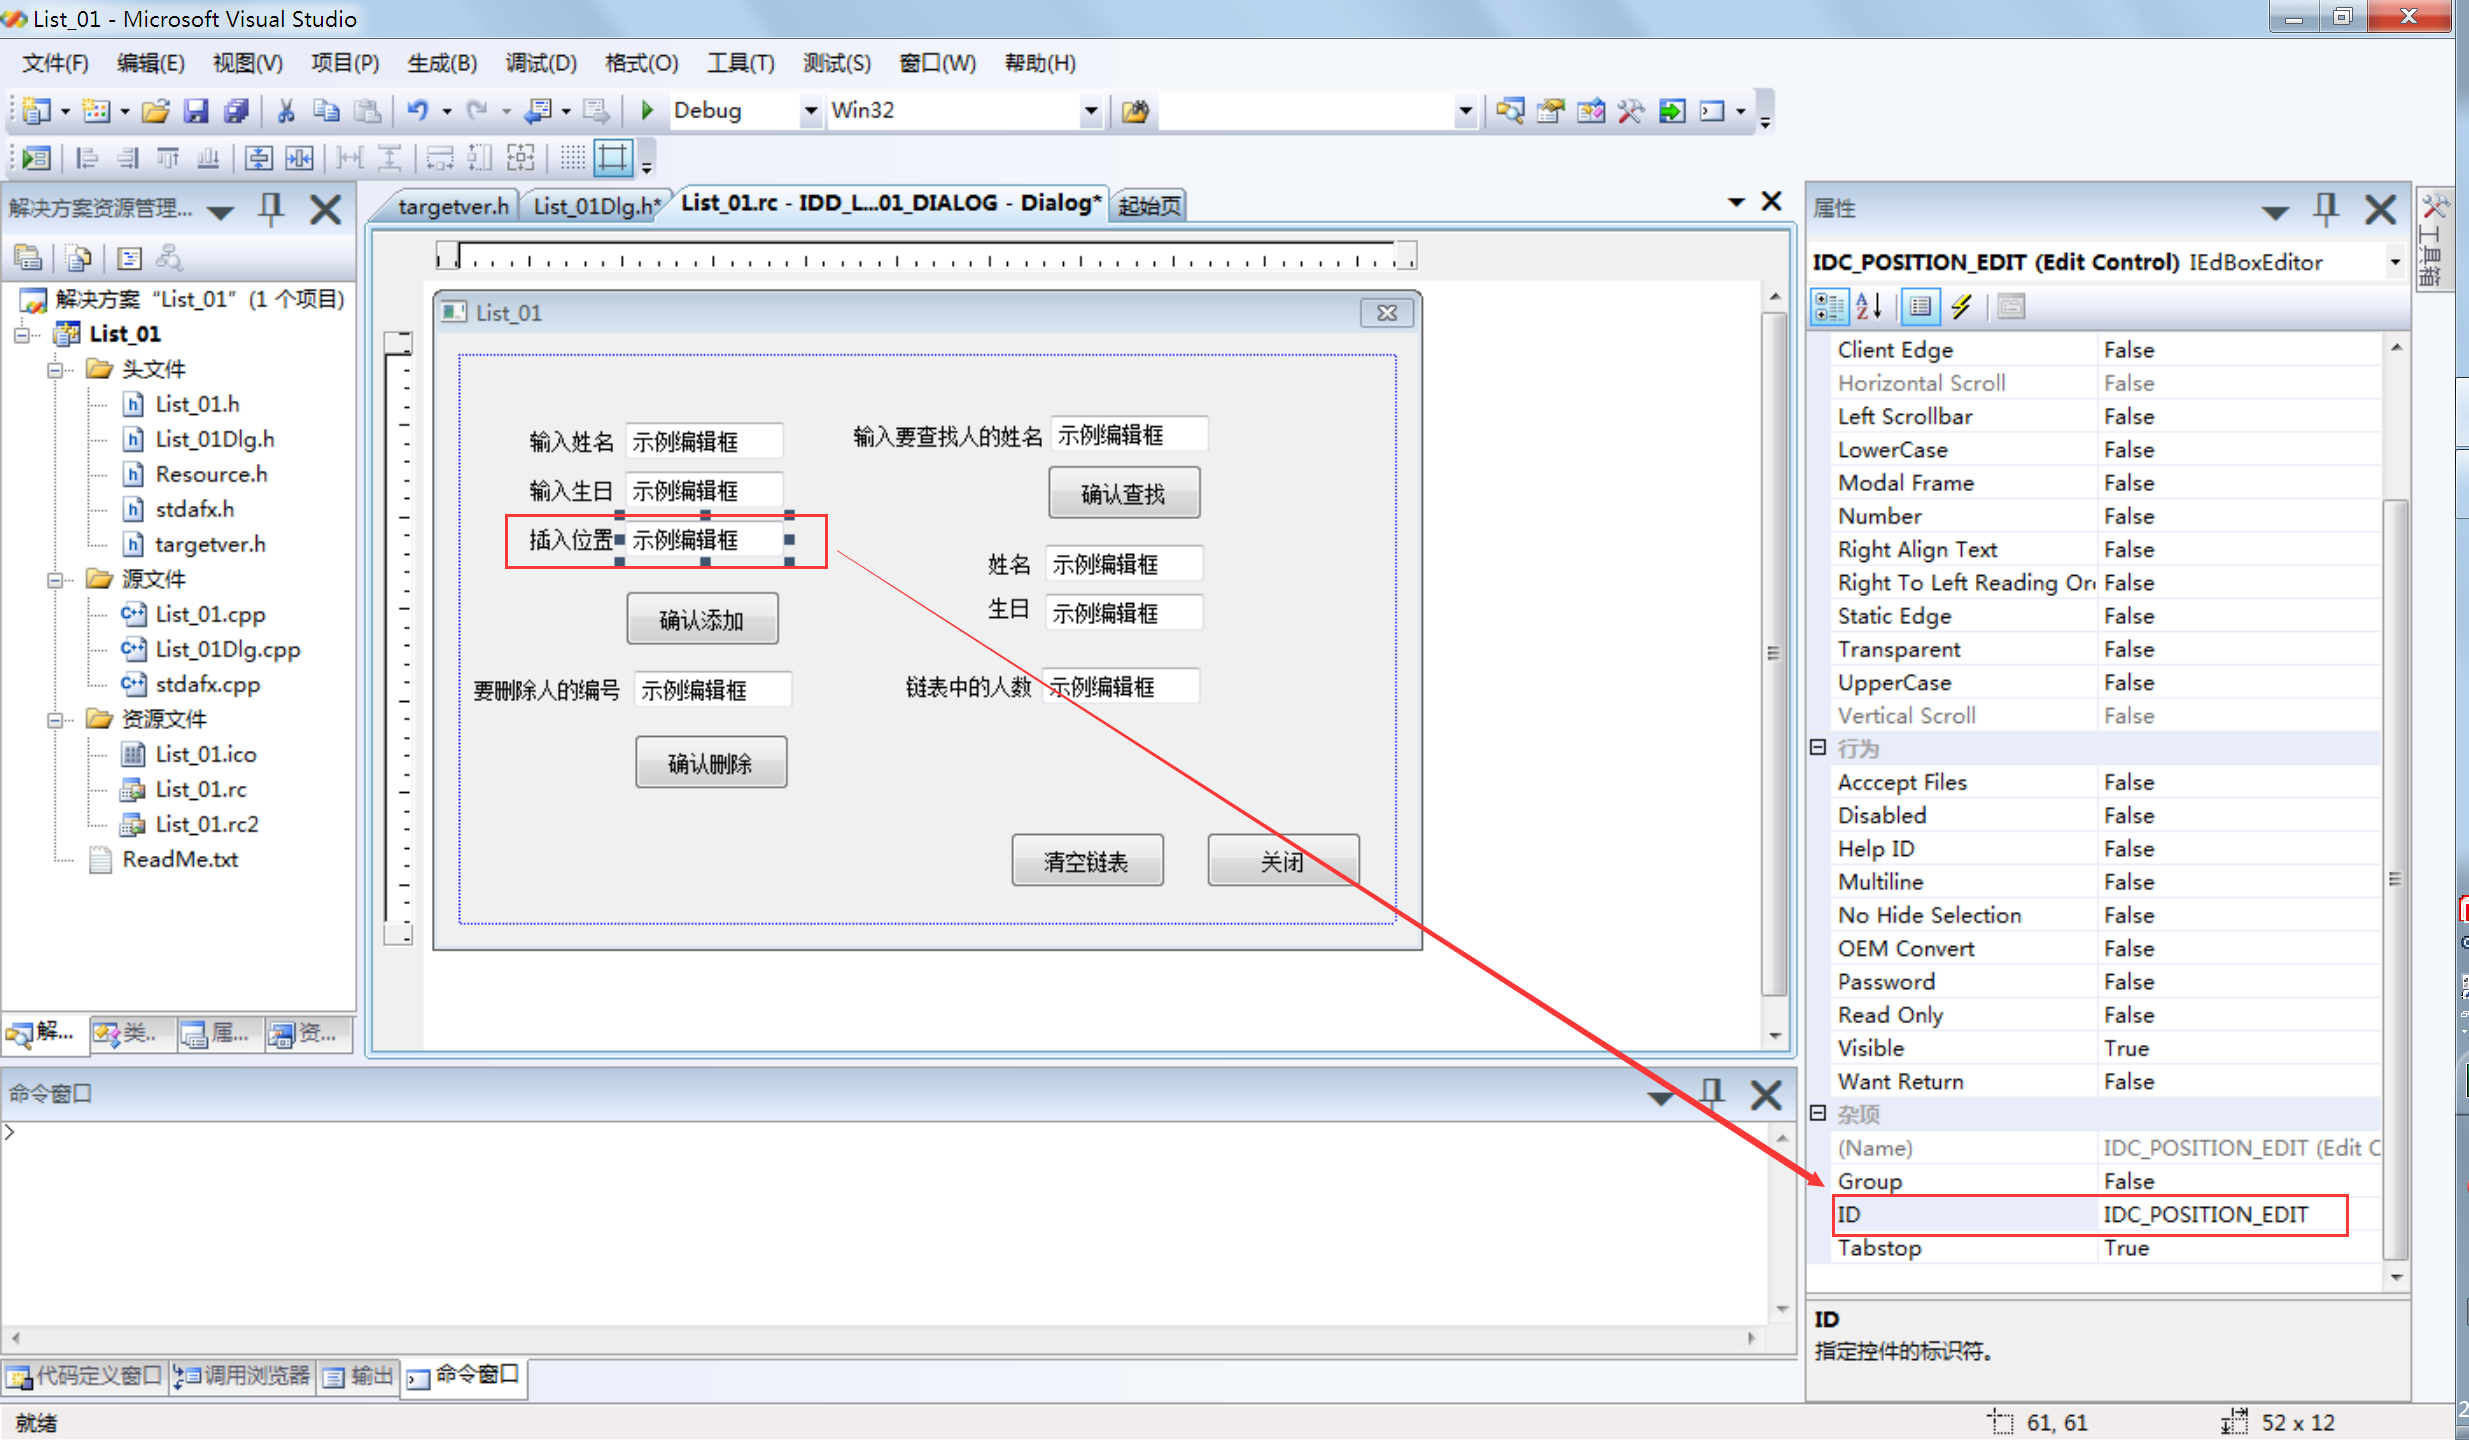 List_01 - Microsoft Visual Studio
文件(F) 编辑(E) 视图(V) 项目(P) 生成(B) 调试(D) 格式(O) 工具(T) 测试(S) 窗口(W) 帮助(H)
Debug Win32
解决方案资源管理...
解决方案 “List_01” (1 个项目)
List_01
头文件
List_01.h
List_01Dlg.h
Resource.h
stdafx.h
targetver.h
源文件
List_01.cpp
List_01Dlg.cpp
stdafx.cpp
资源文件
List_01.ico
List_01.rc
List_01.rc2
ReadMe.txt
解... 类.. 属... 资...
targetver.h List_01Dlg.h* List_01.rc - IDD_L...01_DIALOG - Dialog* 起始页
List_01
输入姓名 示例编辑框
输入生日 示例编辑框
插入位置 示例编辑框
确认添加
要删除人的编号 示例编辑框
确认删除
输入要查找人的姓名 示例编辑框
确认查找
姓名 示例编辑框
生日 示例编辑框
链表中的人数 示例编辑框
清空链表 关闭
属性
IDC_POSITION_EDIT (Edit Control) IEdBoxEditor
Client Edge False
Horizontal Scroll False
Left Scrollbar False
LowerCase False
Modal Frame False
Number False
Right Align Text False
Right To Left Reading Or False
Static Edge False
Transparent False
UpperCase False
Vertical Scroll False
行为
Acccept Files False
Disabled False
Help ID False
Multiline False
No Hide Selection False
OEM Convert False
Password False
Read Only False
Visible True
Want Return False
杂项
(Name) IDC_POSITION_EDIT (Edit C
Group False
ID IDC_POSITION_EDIT
Tabstop True
ID
指定控件的标识符。
工具箱
命令窗口
>
代码定义窗口 调用浏览器 输出 命令窗口
就绪 61, 61 52 x 12